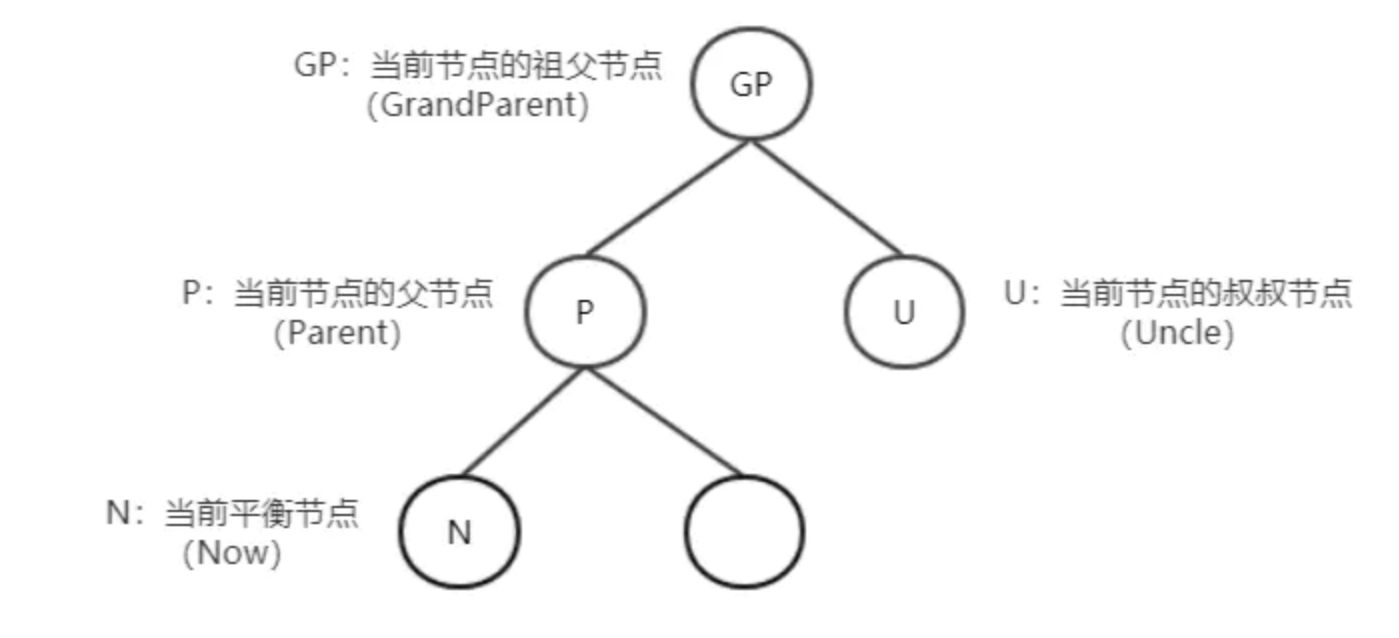 GP：当前节点的祖父节点
(GrandParent)
GP
P：当前节点的父节点
(Parent)
P
U
U：当前节点的叔叔节点
(Uncle)
N：当前平衡节点
(Now)
N